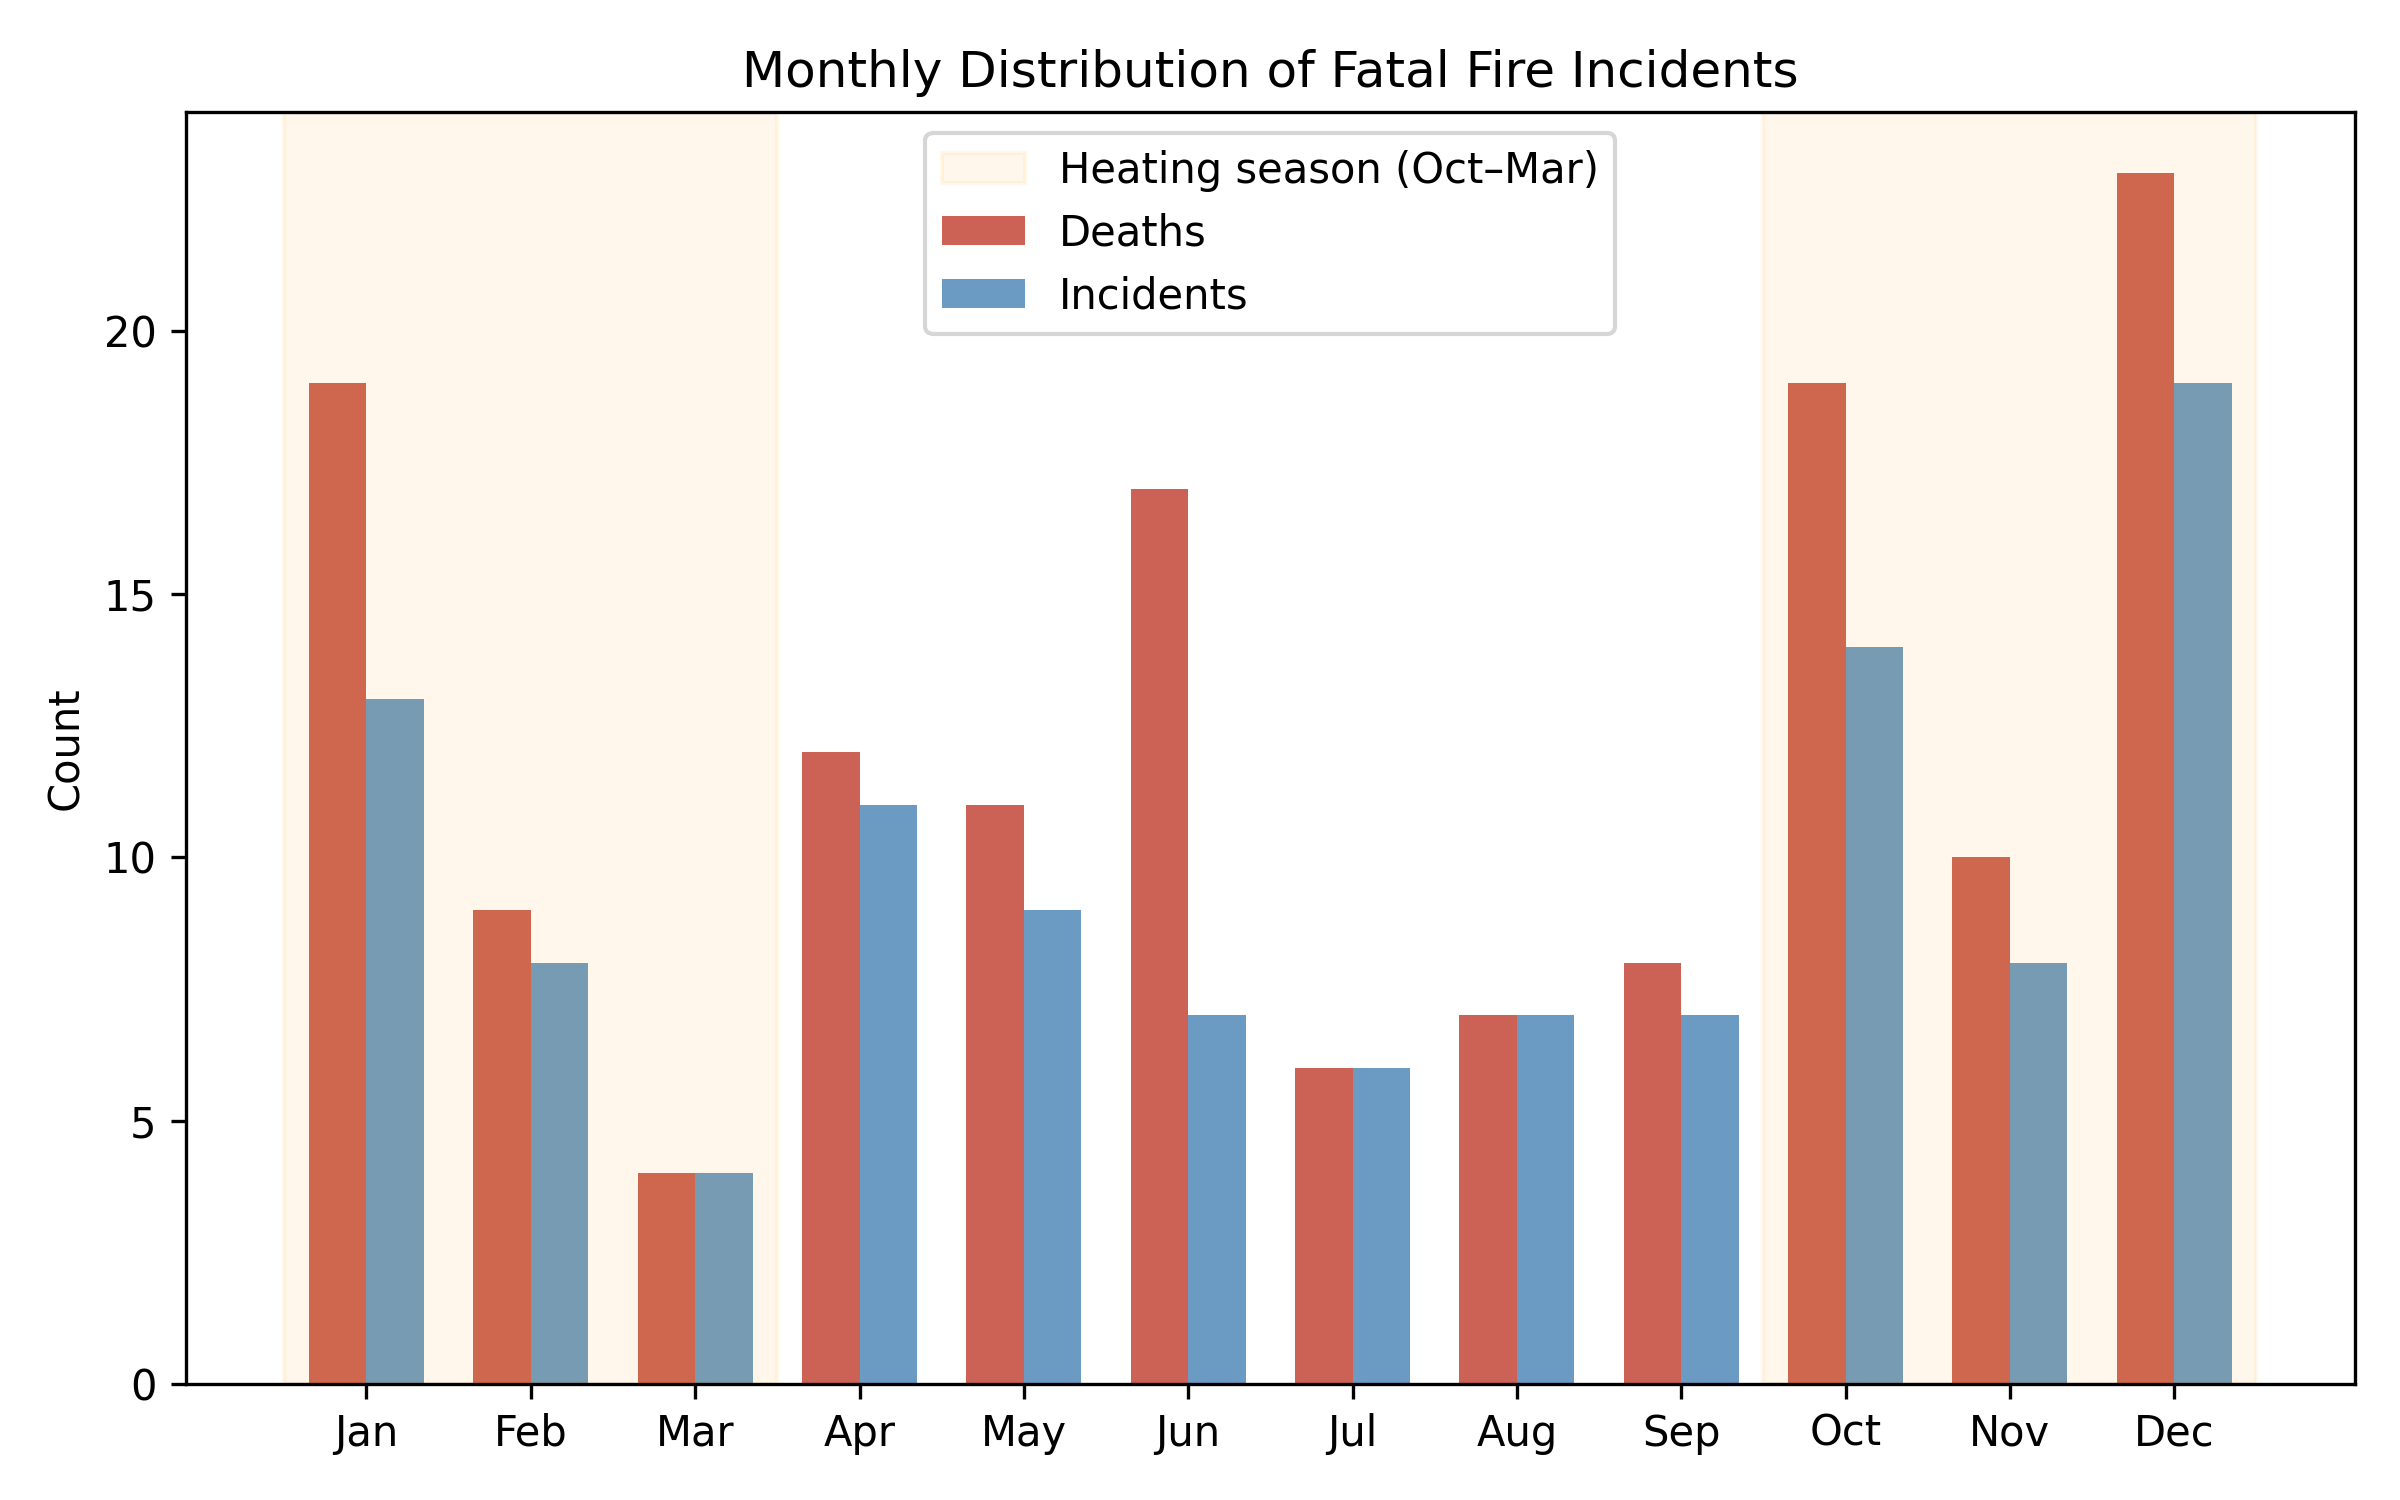 Monthly Distribution of Fatal Fire Incidents
Heating season (Oct–Mar)
Deaths
Incidents
Count
20
15
10
5
0
Jan Feb Mar Apr May Jun Jul Aug Sep Oct Nov Dec